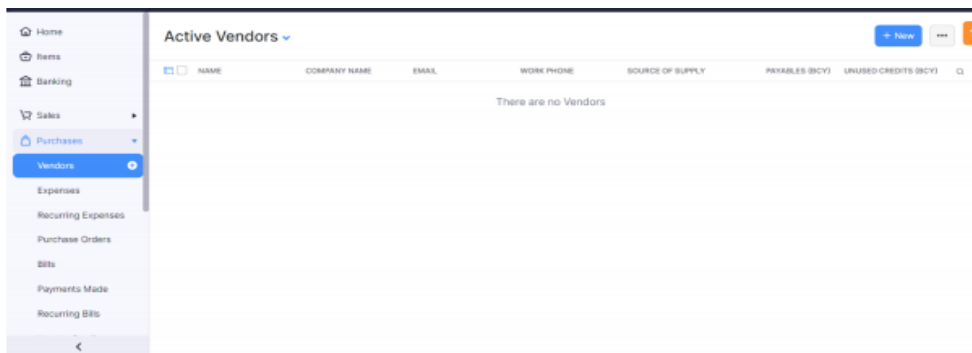 Home
Items
Banking
Sales
Purchases
Vendors
Expenses
Recurring Expenses
Purchase Orders
Bills
Payments Made
Recurring Bills
Active Vendors
+ New
NAME COMPANY NAME EMAIL WORK PHONE SOURCE OF SUPPLY PAYABLES (BCY) UNUSED CREDITS (BCY)
There are no Vendors